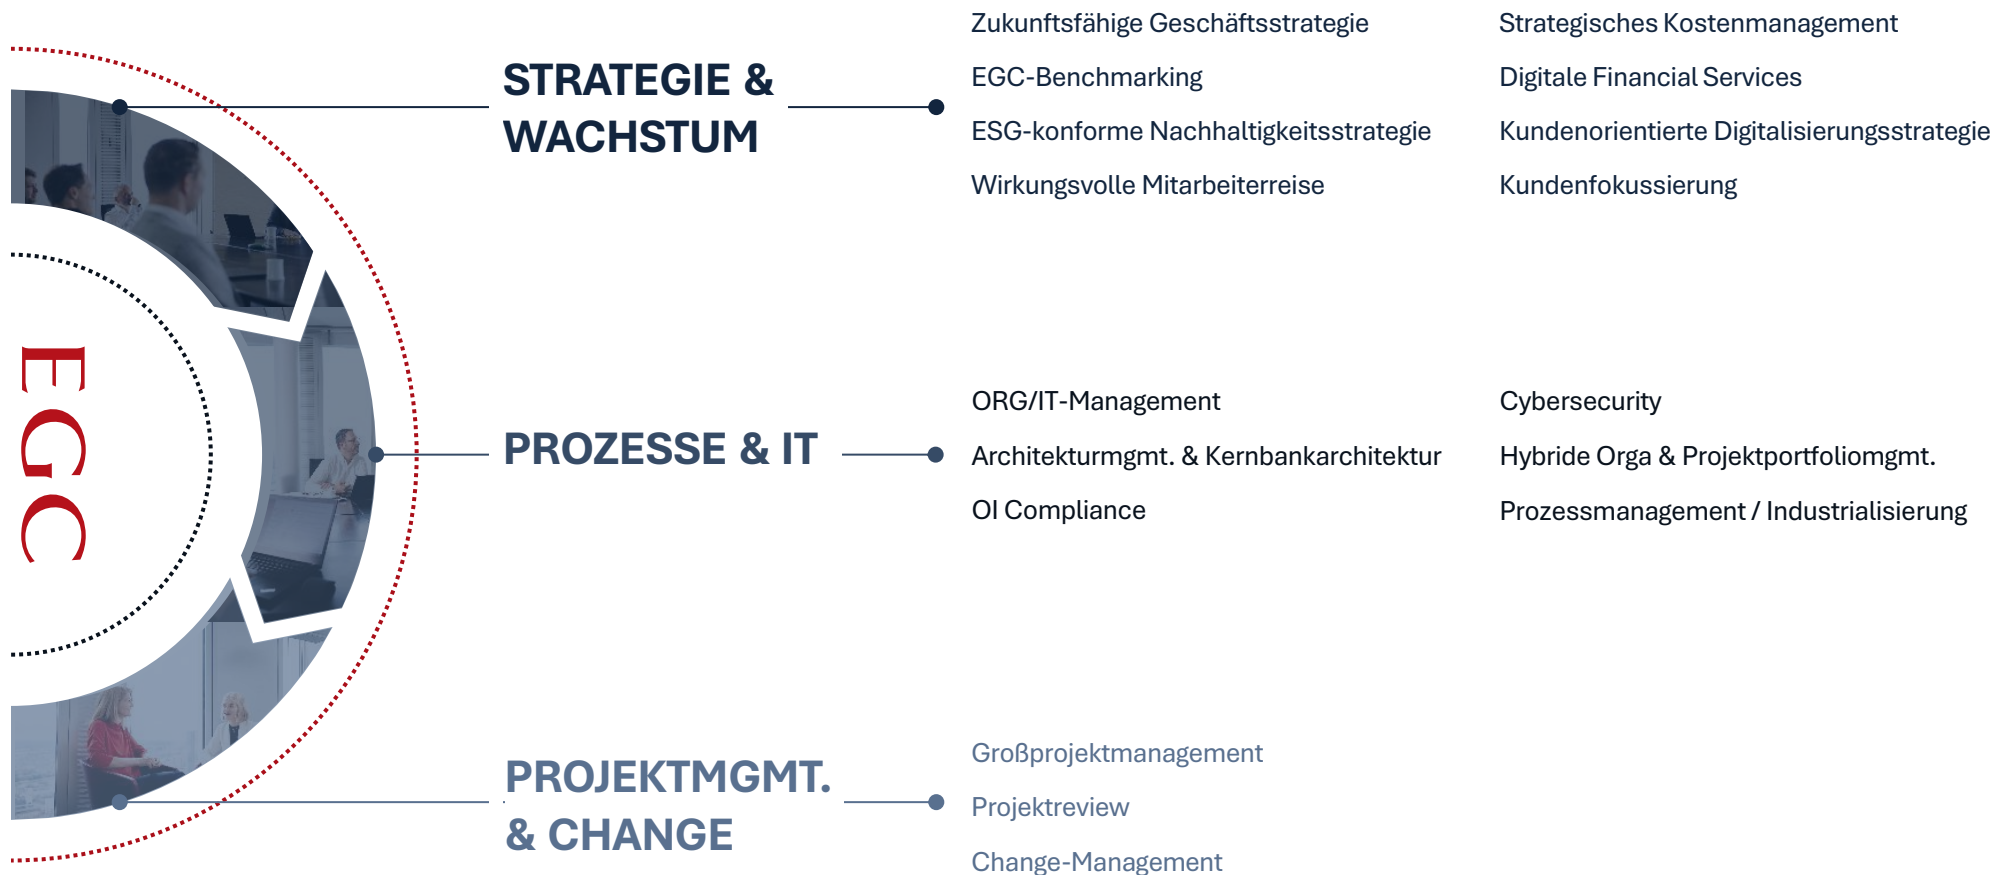 EGC
STRATEGIE &
WACHSTUM
Zukunftsfähige Geschäftsstrategie
EGC-Benchmarking
ESG-konforme Nachhaltigkeitsstrategie
Wirkungsvolle Mitarbeiterreise
Strategisches Kostenmanagement
Digitale Financial Services
Kundenorientierte Digitalisierungsstrategie
Kundenfokussierung
PROZESSE & IT
ORG/IT-Management
Architekturmgmt. & Kernbankarchitektur
OI Compliance
Cybersecurity
Hybride Orga & Projektportfoliomgmt.
Prozessmanagement / Industrialisierung
PROJEKTMGMT.
& CHANGE
Großprojektmanagement
Projektreview
Change-Management